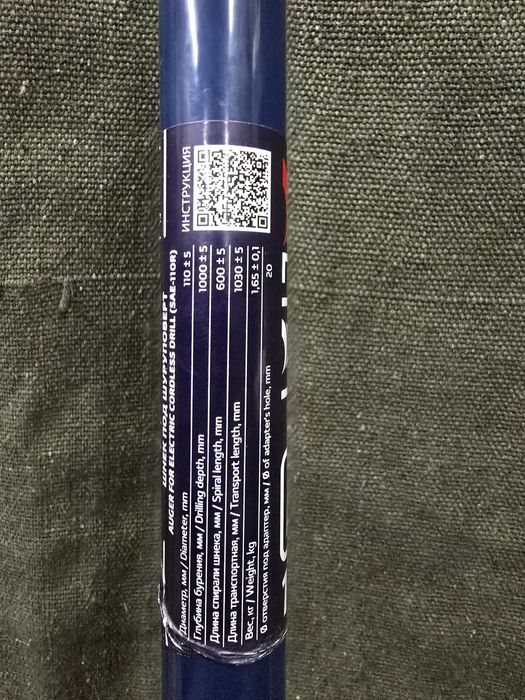 ШНЕК ПОД ШУРУПОВЕРТ
AUGER FOR ELECTRIC CORDLESS DRILL (SAE-110R)
Диаметр, мм / Diameter, mm 110 ± 5
Глубина бурения, мм / Drilling depth, mm 1000 ± 5
Длина спирали шнека, мм / Spiral length, mm 600 ± 5
Длина транспортная, мм / Transport length, mm 1030 ± 5
Вес, кг / Weight, kg 1,65 ± 0,1
Ø отверстия под адаптер, мм / Ø of adapter's hole, mm 20
ИНСТРУКЦИЯ